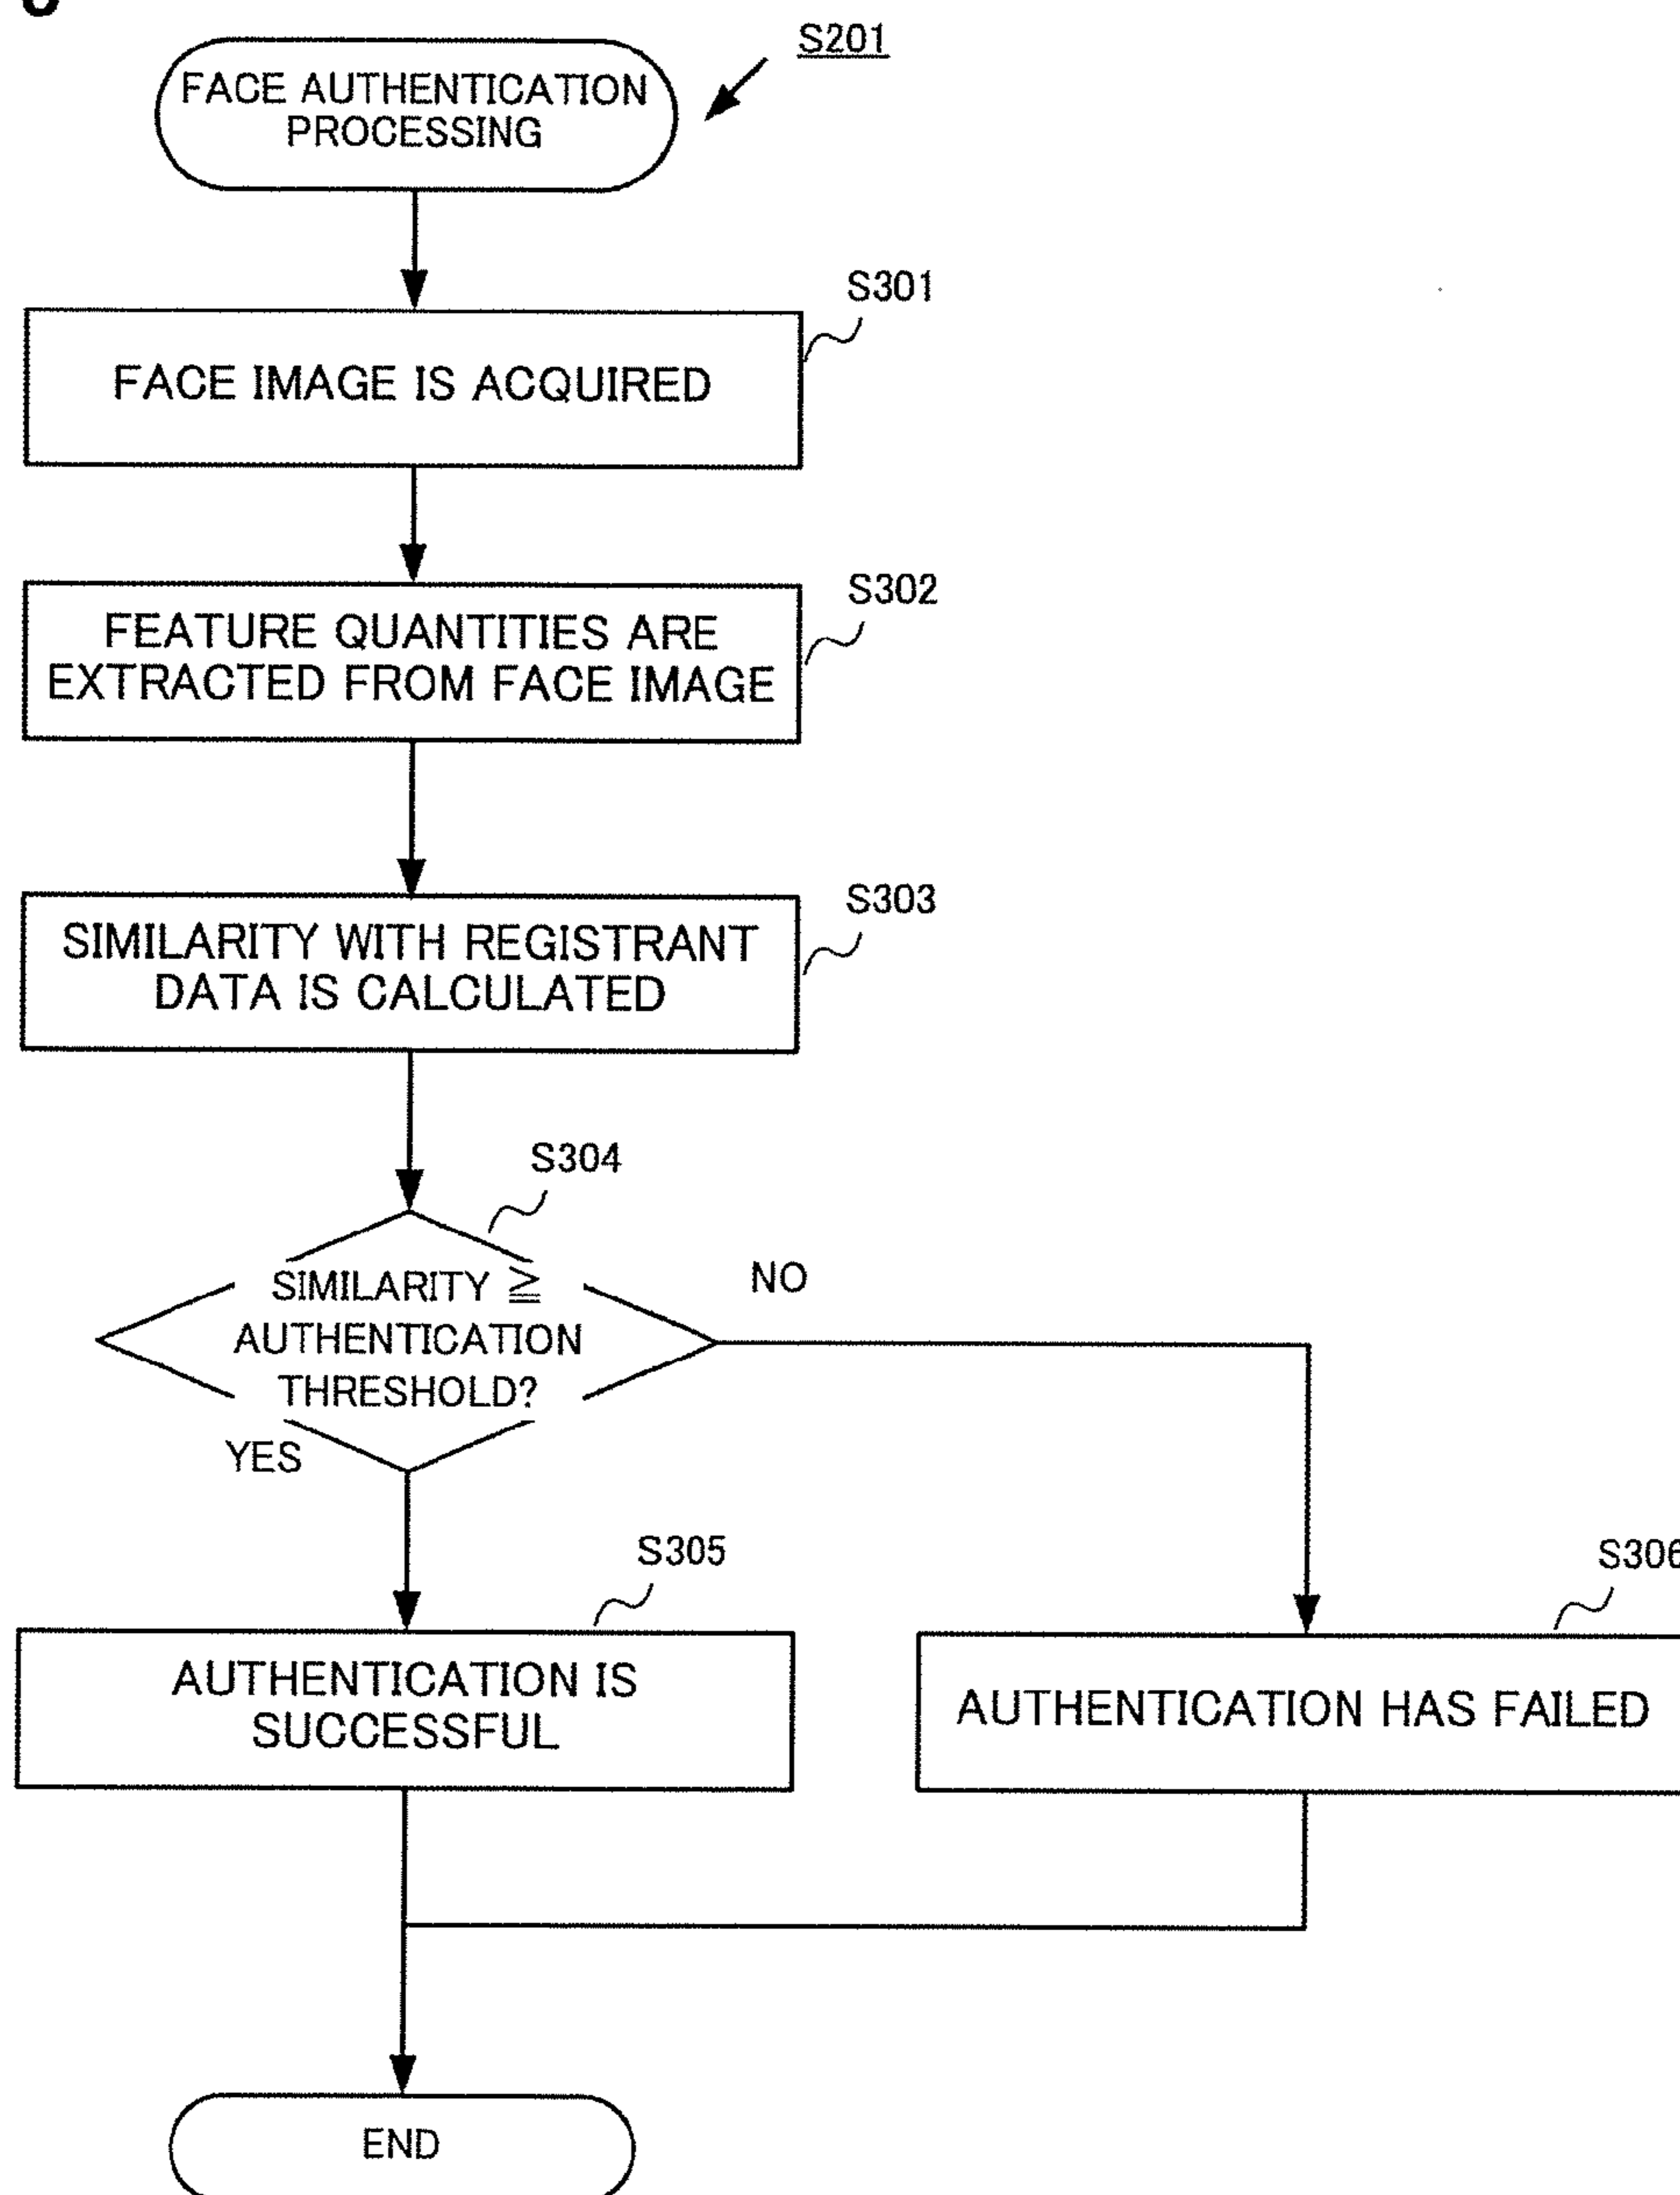 S201
FACE AUTHENTICATION
PROCESSING
S301
FACE IMAGE IS ACQUIRED
S302
FEATURE QUANTITIES ARE
EXTRACTED FROM FACE IMAGE
S303
SIMILARITY WITH REGISTRANT
DATA IS CALCULATED
S304
SIMILARITY ≧
AUTHENTICATION
THRESHOLD?
NO
YES
S305
AUTHENTICATION IS
SUCCESSFUL
S306
AUTHENTICATION HAS FAILED
END